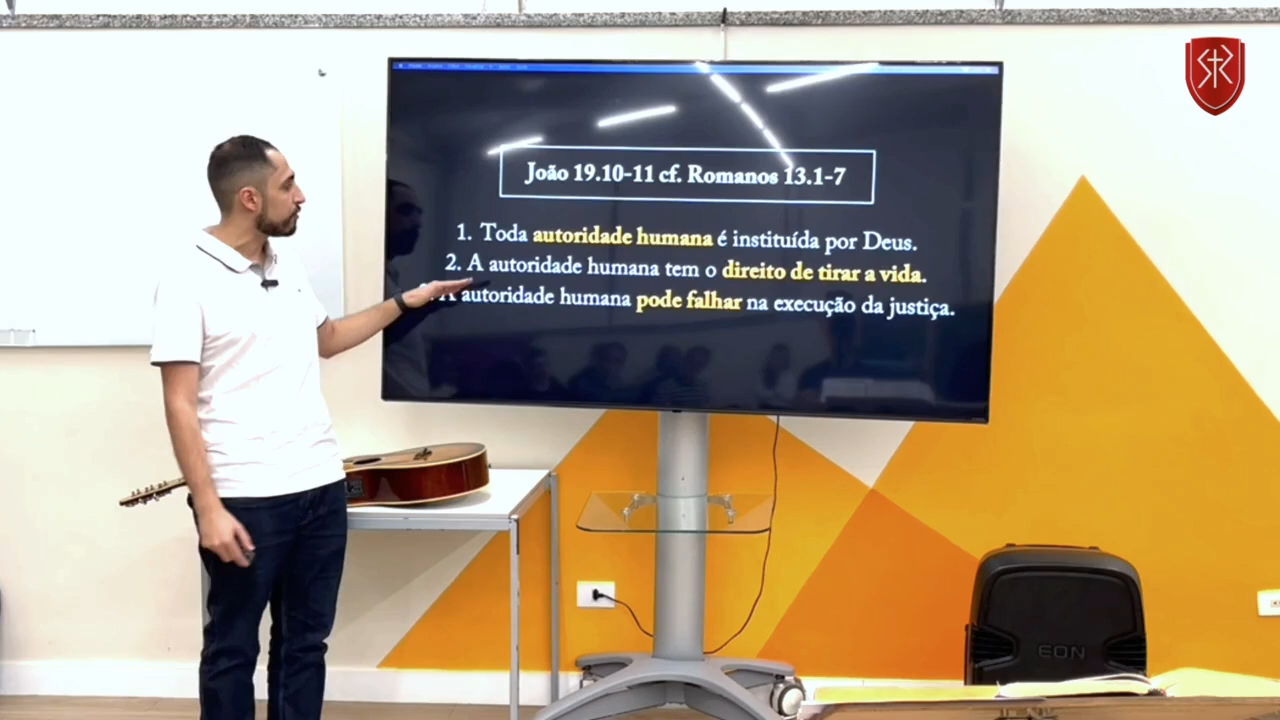 João 19.10-11 cf. Romanos 13.1-7
1. Toda autoridade humana é instituída por Deus.
2. A autoridade humana tem o direito de tirar a vida.
A autoridade humana pode falhar na execução da justiça.
EON